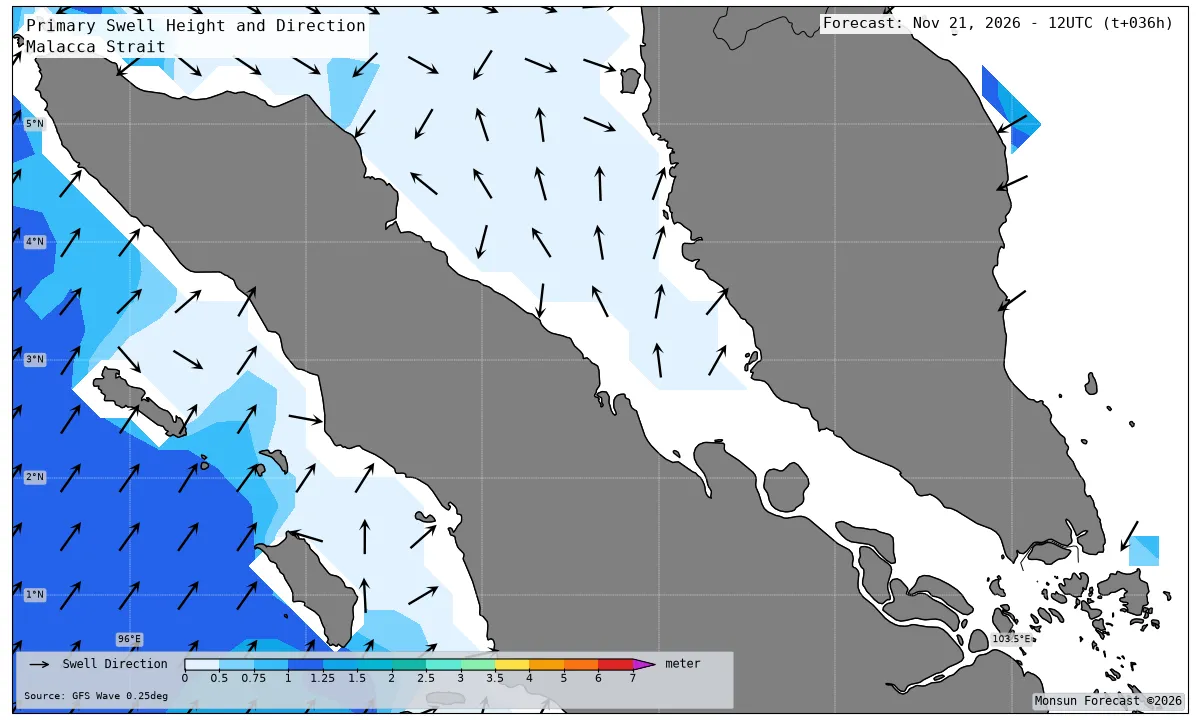 Primary Swell Height and Direction
Malacca Strait
Forecast: Nov 21, 2026 - 12UTC (t+036h)
5°N
4°N
3°N
2°N
1°N
96°E
103.5°E
Swell Direction
0 0.5 0.75 1 1.25 1.5 2 2.5 3 3.5 4 5 6 7
meter
Source: GFS Wave 0.25deg
Monsun Forecast ©2026